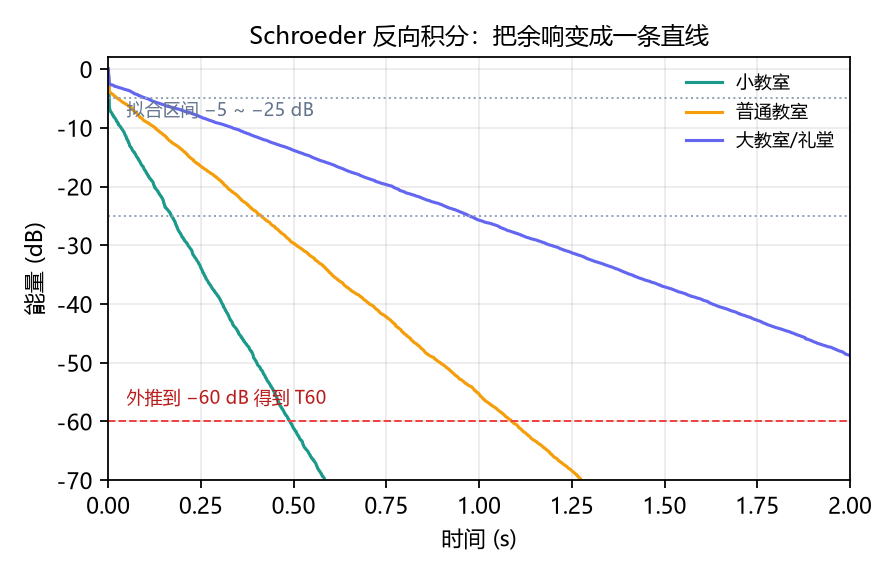 Schroeder 反向积分：把余响变成一条直线
小教室
普通教室
大教室/礼堂
拟合区间 −5 ~ −25 dB
外推到 −60 dB 得到 T60
能量 (dB)
0
-10
-20
-30
-40
-50
-60
-70
0.00 0.25 0.50 0.75 1.00 1.25 1.50 1.75 2.00
时间 (s)